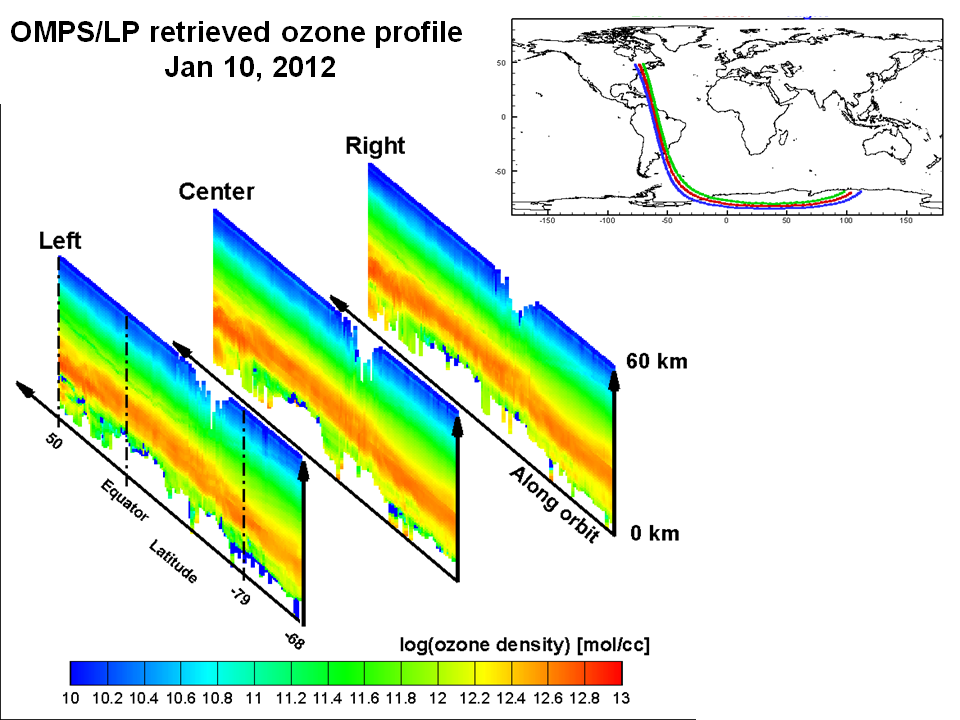 OMPS/LP retrieved ozone profile
Jan 10, 2012
50
0
-50
-150
-100
-50
0
50
100
150
Right
Center
Left
60 km
0 km
Along orbit
50
Equator
Latitude
-79
-68
log(ozone density) [mol/cc]
10 10.2 10.4 10.6 10.8 11 11.2 11.4 11.6 11.8 12 12.2 12.4 12.6 12.8 13